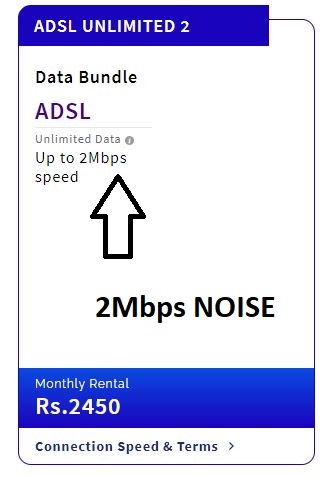 ADSL UNLIMITED 2
Data Bundle
ADSL
Unlimited Data
Up to 2Mbps
speed
2Mbps NOISE
Monthly Rental
Rs.2450
Connection Speed & Terms >